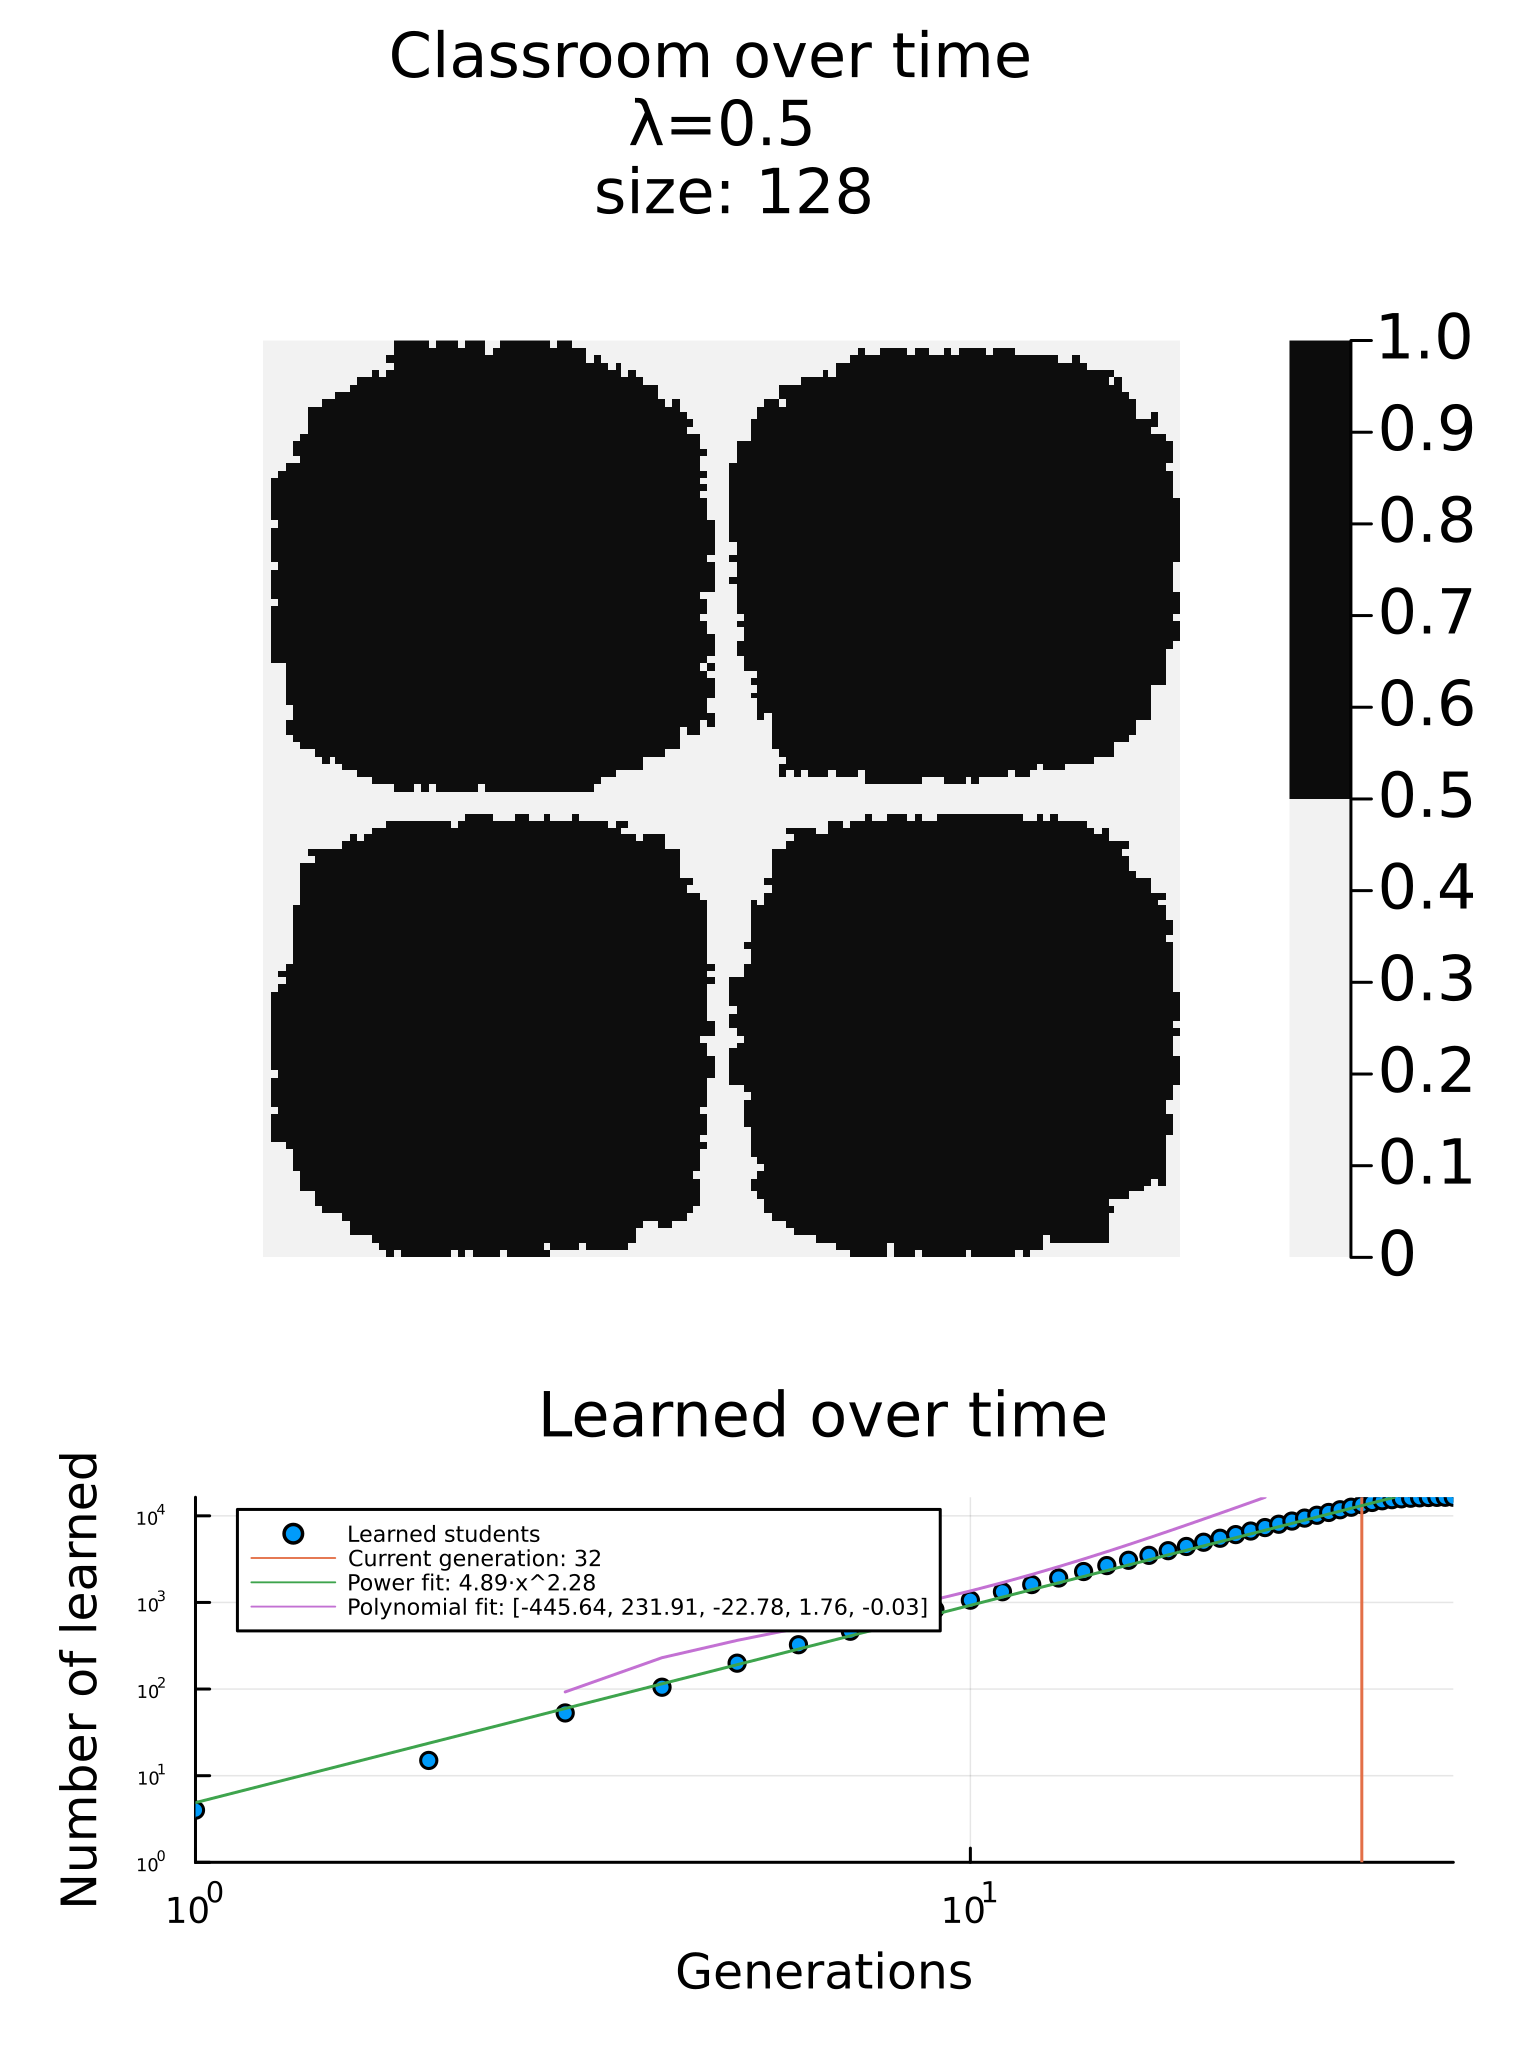 Classroom over time
λ=0.5
size: 128
1.0
0.9
0.8
0.7
0.6
0.5
0.4
0.3
0.2
0.1
0
Learned over time
Number of learned
10^4
10^3
10^2
10^1
10^0
Learned students
Current generation: 32
Power fit: 4.89·x^2.28
Polynomial fit: [-445.64, 231.91, -22.78, 1.76, -0.03]
10^0
10^1
Generations